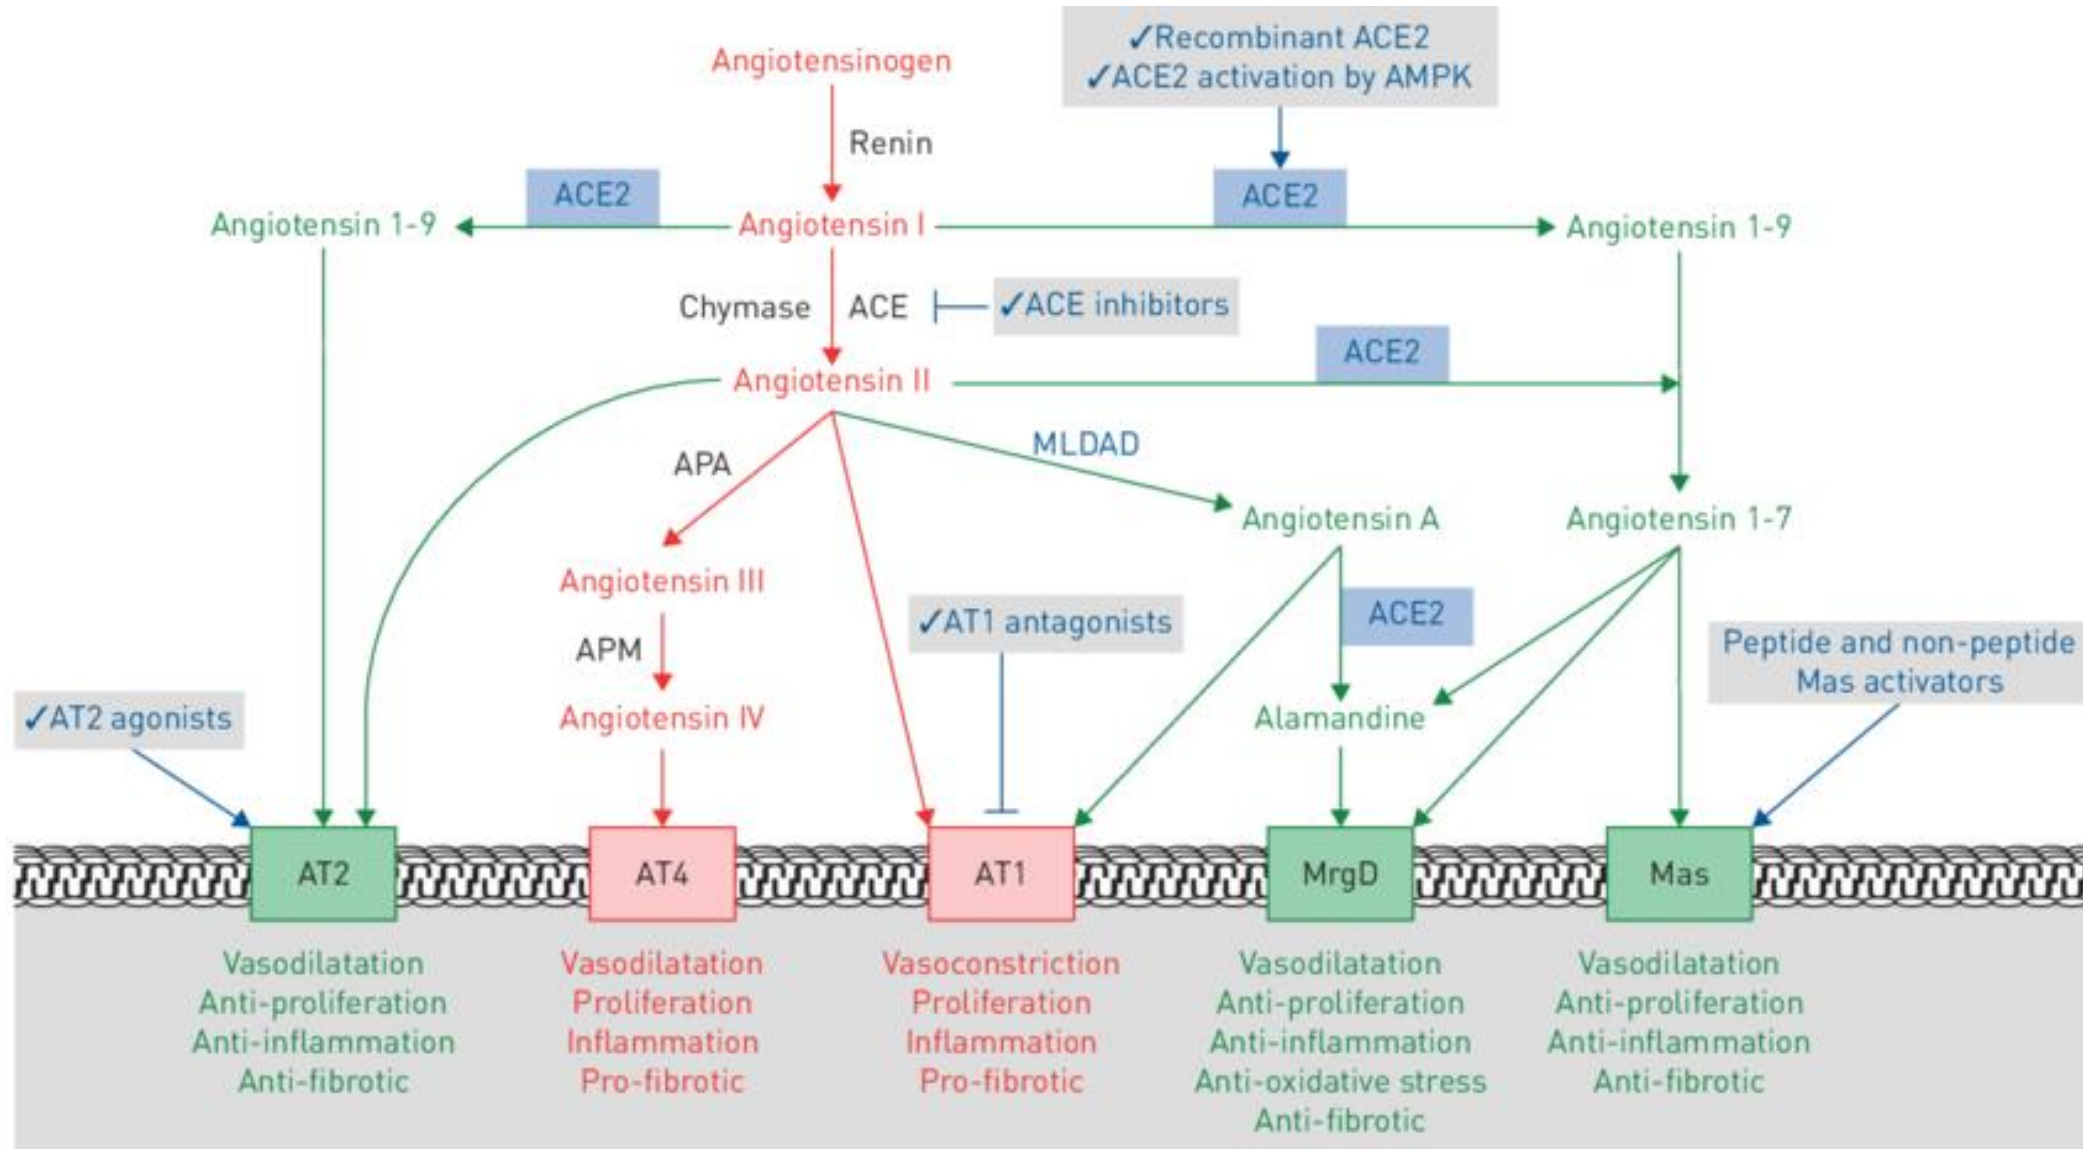 ✓Recombinant ACE2
✓ACE2 activation by AMPK
Angiotensinogen
Renin
ACE2
ACE2
Angiotensin 1-9
Angiotensin I
Angiotensin 1-9
Chymase
ACE
✓ACE inhibitors
ACE2
Angiotensin II
MLDAD
APA
Angiotensin A
Angiotensin 1-7
Angiotensin III
✓AT1 antagonists
ACE2
APM
Peptide and non-peptide
Mas activators
✓AT2 agonists
Angiotensin IV
Alamandine
AT2
AT4
AT1
MrgD
Mas
Vasodilatation
Anti-proliferation
Anti-inflammation
Anti-fibrotic
Vasodilatation
Proliferation
Inflammation
Pro-fibrotic
Vasoconstriction
Proliferation
Inflammation
Pro-fibrotic
Vasodilatation
Anti-proliferation
Anti-inflammation
Anti-oxidative stress
Anti-fibrotic
Vasodilatation
Anti-proliferation
Anti-inflammation
Anti-fibrotic